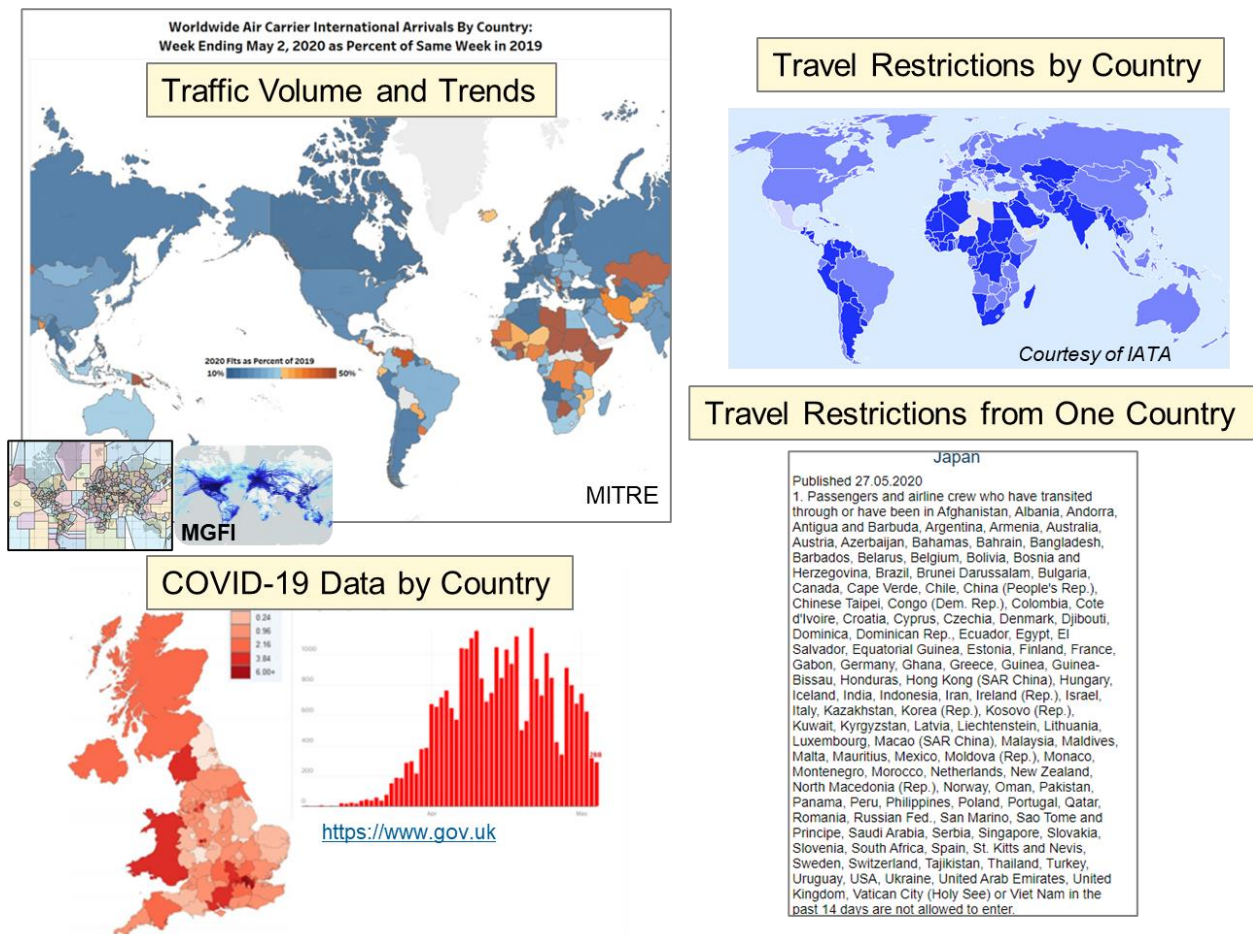 Worldwide Air Carrier International Arrivals By Country:
Week Ending May 2, 2020 as Percent of Same Week in 2019
Traffic Volume and Trends
2020 Flts as Percent of 2019
10%
50%
MITRE
MGFI
Travel Restrictions by Country
Courtesy of IATA
Travel Restrictions from One Country
Japan
Published 27.05.2020
1. Passengers and airline crew who have transited
through or have been in Afghanistan, Albania, Andorra,
Antigua and Barbuda, Argentina, Armenia, Australia,
Austria, Azerbaijan, Bahamas, Bahrain, Bangladesh,
Barbados, Belarus, Belgium, Bolivia, Bosnia and
Herzegovina, Brazil, Brunei Darussalam, Bulgaria,
Canada, Cape Verde, Chile, China (People's Rep.),
Chinese Taipei, Congo (Dem. Rep.), Colombia, Cote
d'Ivoire, Croatia, Cyprus, Czechia, Denmark, Djibouti,
Dominica, Dominican Rep., Ecuador, Egypt, El
Salvador, Equatorial Guinea, Estonia, Finland, France,
Gabon, Germany, Ghana, Greece, Guinea, Guinea-
Bissau, Honduras, Hong Kong (SAR China), Hungary,
Iceland, India, Indonesia, Iran, Ireland (Rep.), Israel,
Italy, Kazakhstan, Korea (Rep.), Kosovo (Rep.),
Kuwait, Kyrgyzstan, Latvia, Liechtenstein, Lithuania,
Luxembourg, Macao (SAR China), Malaysia, Maldives,
Malta, Mauritius, Mexico, Moldova (Rep.), Monaco,
Montenegro, Morocco, Netherlands, New Zealand,
North Macedonia (Rep.), Norway, Oman, Pakistan,
Panama, Peru, Philippines, Poland, Portugal, Qatar,
Romania, Russian Fed., San Marino, Sao Tome and
Principe, Saudi Arabia, Serbia, Singapore, Slovakia,
Slovenia, South Africa, Spain, St. Kitts and Nevis,
Sweden, Switzerland, Tajikistan, Thailand, Turkey,
Uruguay, USA, Ukraine, United Arab Emirates, United
Kingdom, Vatican City (Holy See) or Viet Nam in the
past 14 days are not allowed to enter.
COVID-19 Data by Country
0.24
0.96
2.16
3.84
6.00+
1000
800
600
400
200
0
Apr
May
https://www.gov.uk